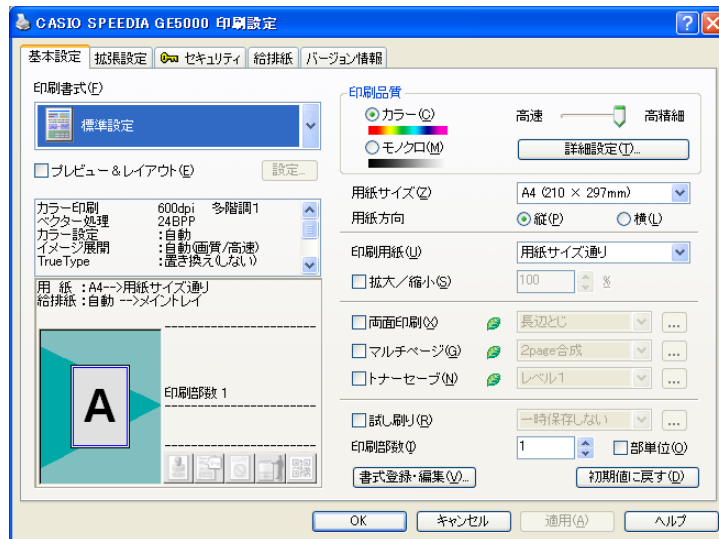 CASIO SPEEDIA GE5000 印刷設定
基本設定 拡張設定 セキュリティ 給排紙 バージョン情報
印刷書式(F)
標準設定
プレビュー&レイアウト(E) 設定...
カラー印刷 600dpi 多階調1
ベクター処理 24BPP
カラー設定 :自動
イメージ展開 :自動(画質/高速)
TrueType :置き換え(しない)
用 紙 :A4-->用紙サイズ通り
給排紙:自動 -->メイントレイ
A
印刷部数 1
印刷品質
カラー(C) 高速 高精細
モノクロ(M) 詳細設定(T)...
用紙サイズ(Z) A4 (210 × 297mm)
用紙方向 縦(P) 横(L)
印刷用紙(U) 用紙サイズ通り
拡大/縮小(S) 100 %
両面印刷(X) 長辺とじ ...
マルチページ(G) 2page合成 ...
トナーセーブ(N) レベル1 ...
試し刷り(R) 一時保存しない ...
印刷部数(I) 1 部単位(O)
書式登録・編集(V)... 初期値に戻す(D)
OK キャンセル 適用(A) ヘルプ